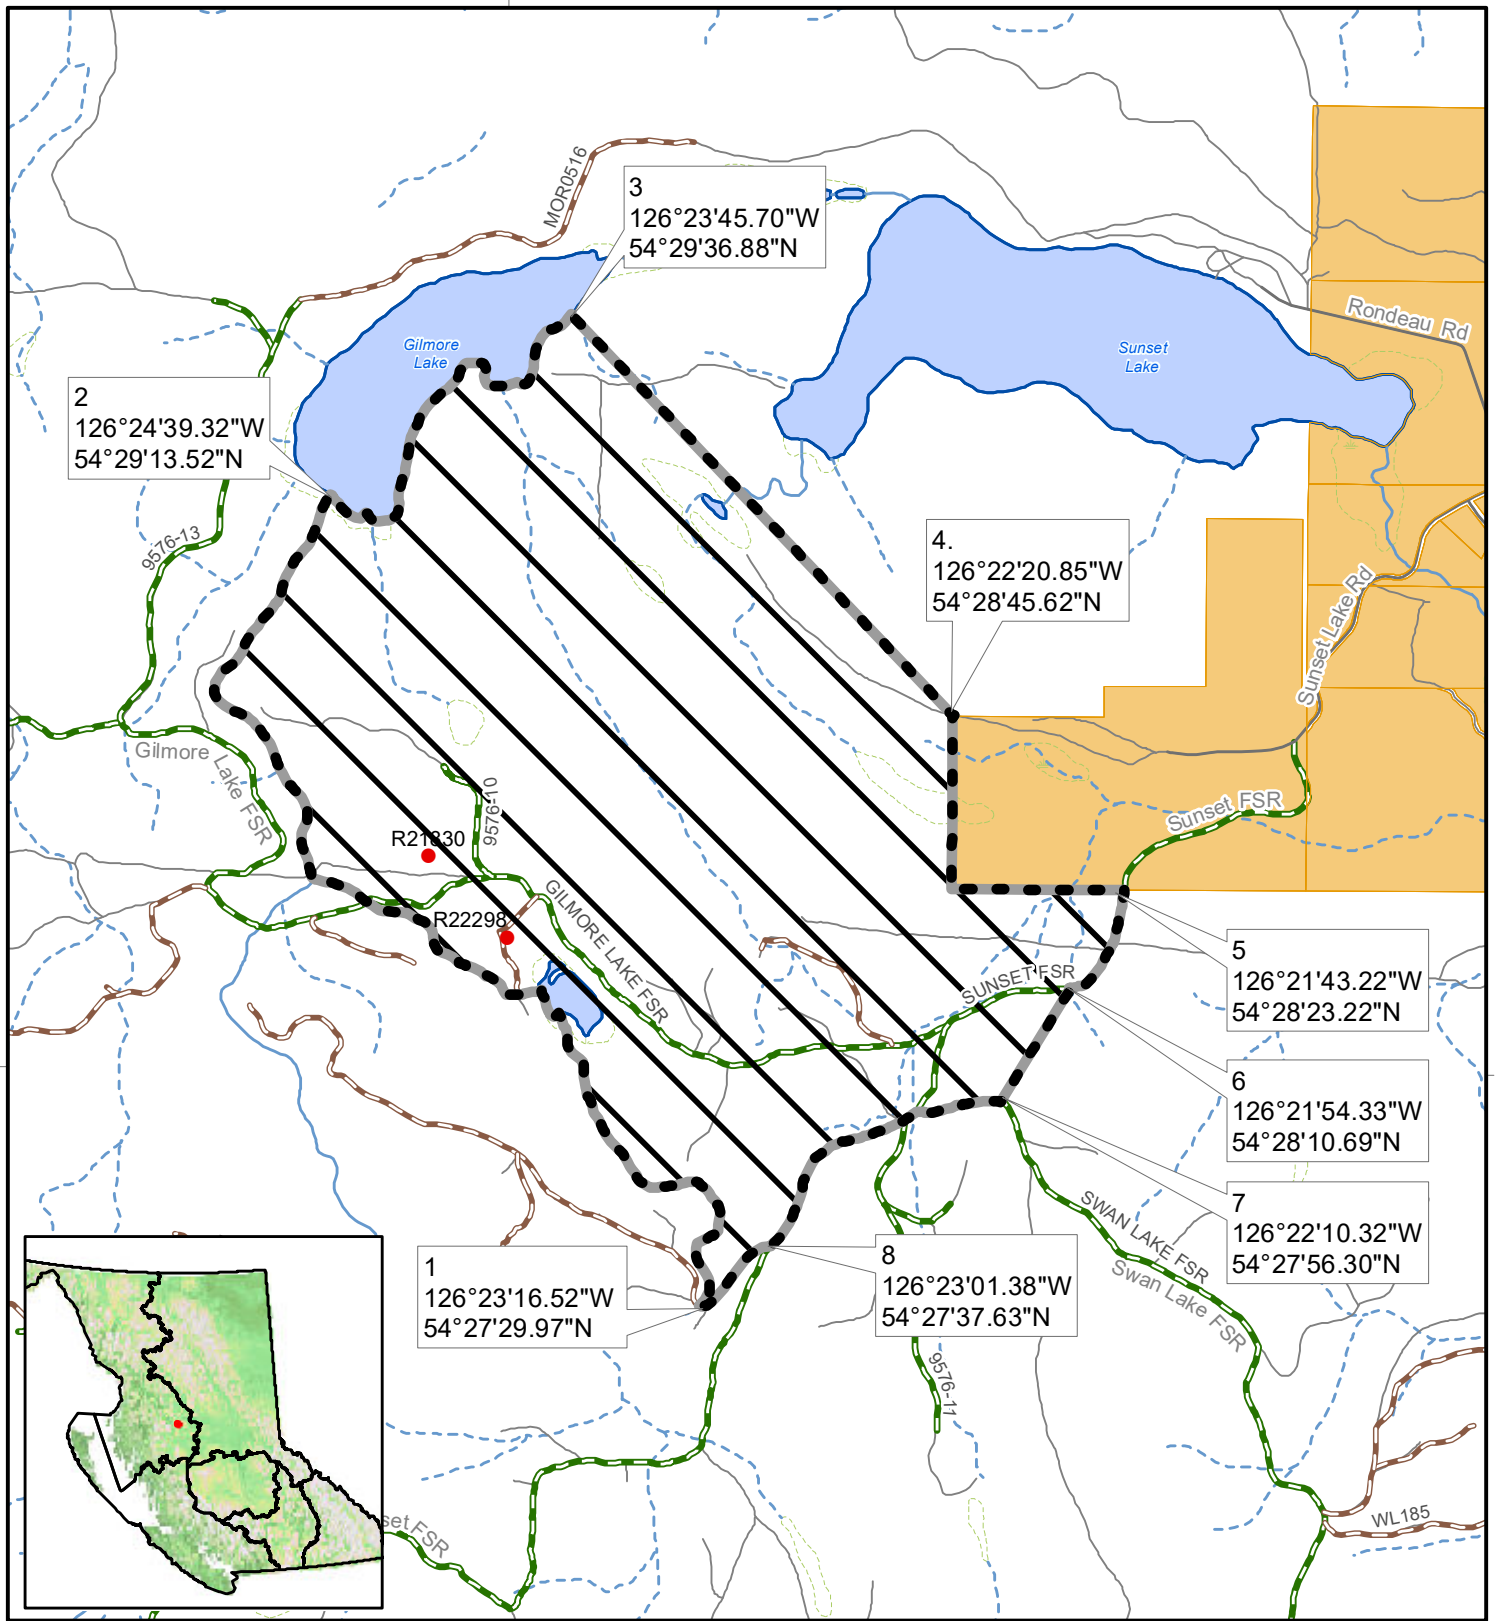 MOR0516
3
126°23'45.70"W
54°29'36.88"N
Rondeau Rd
Gilmore
Lake
Sunset
Lake
2
126°24'39.32"W
54°29'13.52"N
9576-13
4.
126°22'20.85"W
54°28'45.62"N
Sunset Lake Rd
Gilmore Lake FSR
Sunset FSR
9576-10
R21830
R22298
GILMORE LAKE FSR
SUNSET FSR
5
126°21'43.22"W
54°28'23.22"N
6
126°21'54.33"W
54°28'10.69"N
7
126°22'10.32"W
54°27'56.30"N
SWAN LAKE FSR
Swan Lake FSR
1
126°23'16.52"W
54°27'29.97"N
8
126°23'01.38"W
54°27'37.63"N
9576-11
WL185
set FSR